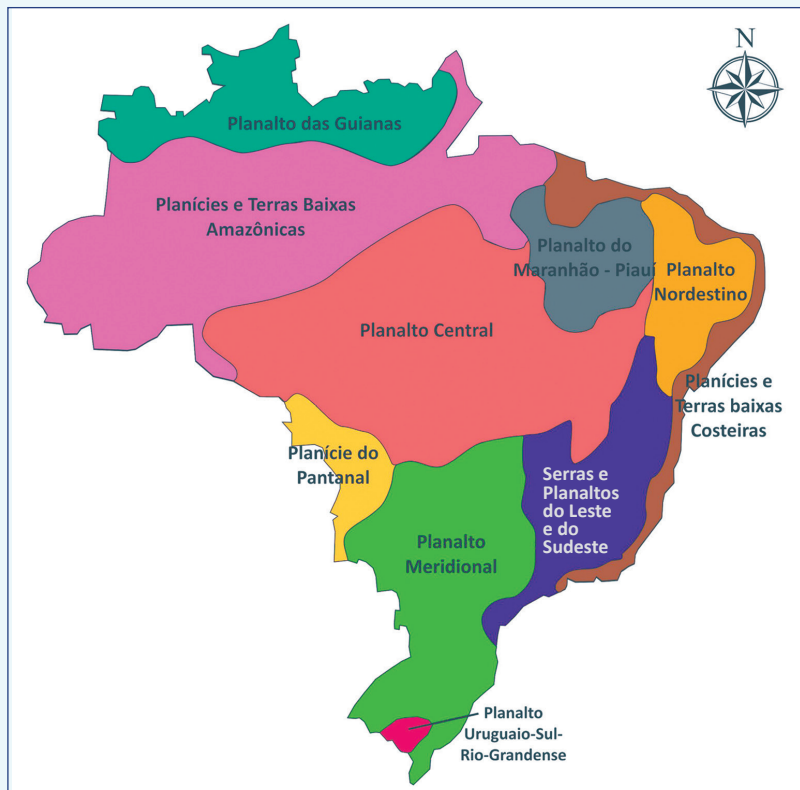 N
Planalto das Guianas
Planícies e Terras Baixas
Amazônicas
Planalto do
Maranhão - Piauí
Planalto
Nordestino
Planalto Central
Planícies e
Terras baixas
Costeiras
Planície do
Pantanal
Serras e
Planaltos
do Leste
e do
Sudeste
Planalto
Meridional
Planalto
Uruguaio-Sul-
Rio-Grandense